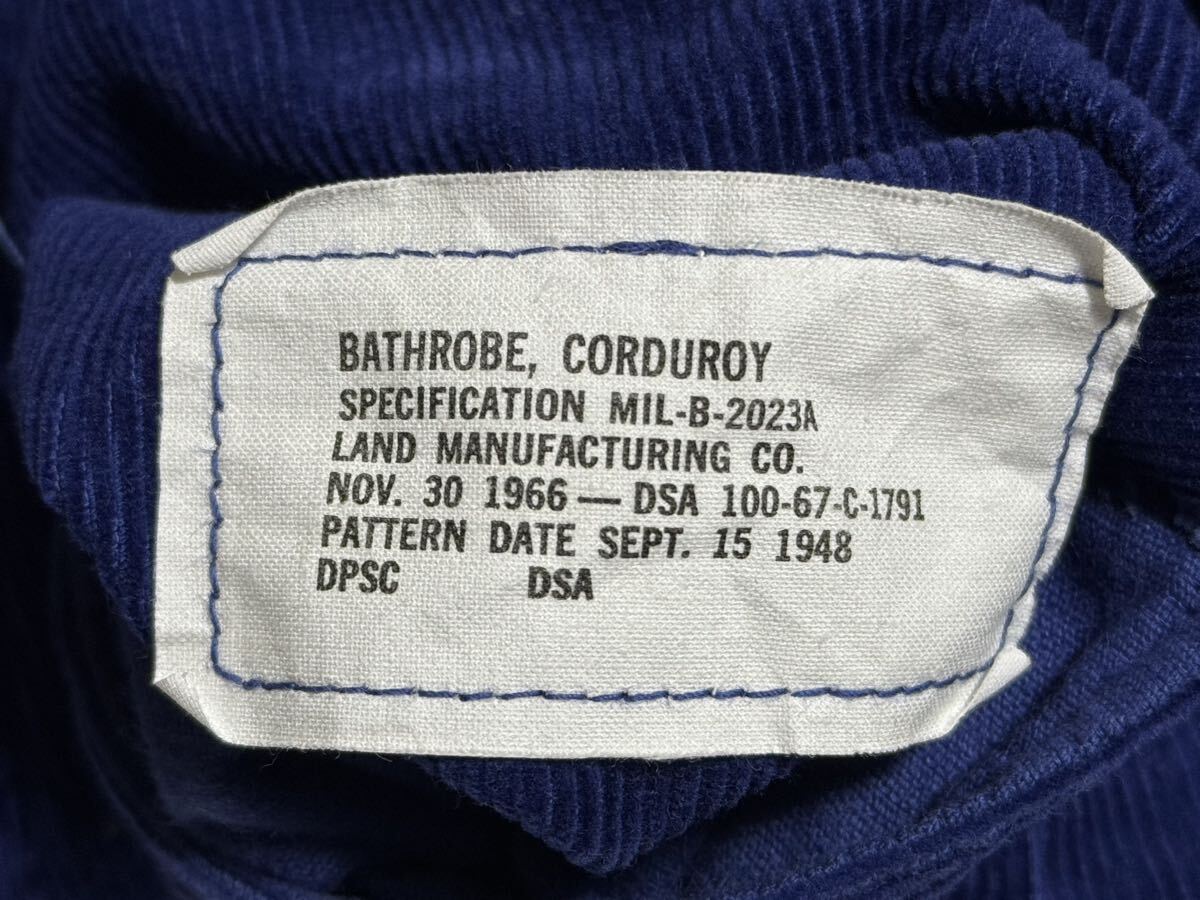 BATHROBE, CORDUROY
SPECIFICATION MIL-B-2023A
LAND MANUFACTURING CO.
NOV. 30 1966 — DSA 100-67-C-1791
PATTERN DATE SEPT. 15 1948
DPSC DSA